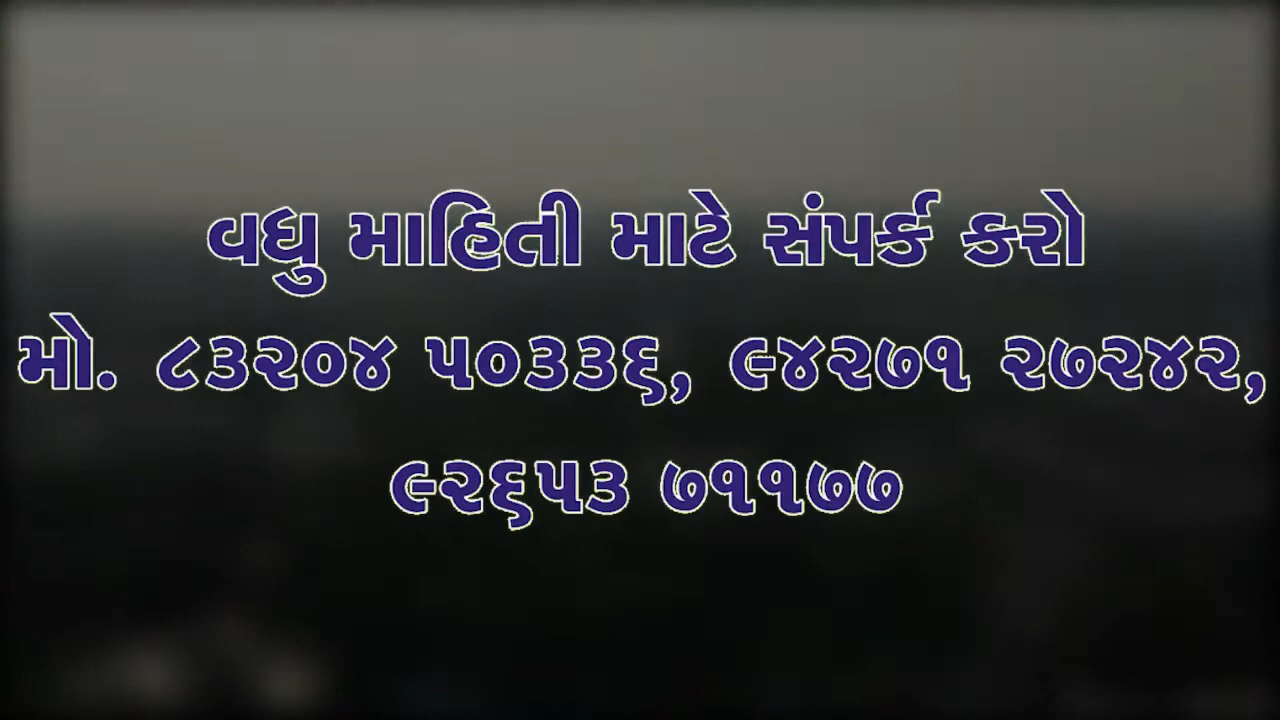 વધુ માહિતી માટે સંપર્ક કરો
મો. ૮૩૨૦૪ ૫૦૩૩૬, ૯૪૨૭૧ ૨૭૨૪૨,
૯૨૬૫૩ ૭૧૧૭૭